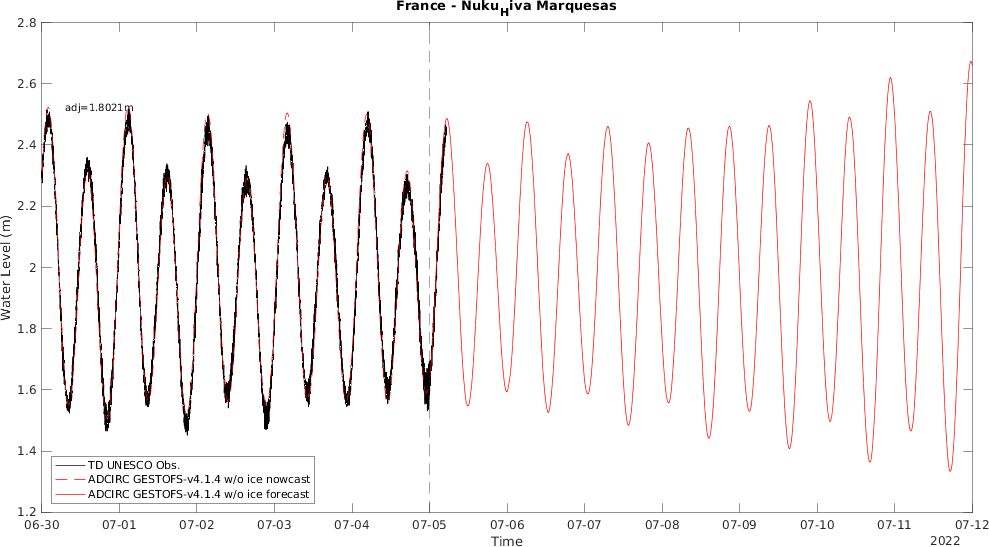 France - Nuku_Hiva Marquesas
2.8
2.6
2.4
2.2
2
1.8
1.6
1.4
1.2
Water Level (m)
adj=1.8021m
TD UNESCO Obs.
ADCIRC GESTOFS-v4.1.4 w/o ice nowcast
ADCIRC GESTOFS-v4.1.4 w/o ice forecast
06-30 07-01 07-02 07-03 07-04 07-05 07-06 07-07 07-08 07-09 07-10 07-11 07-12
Time
2022